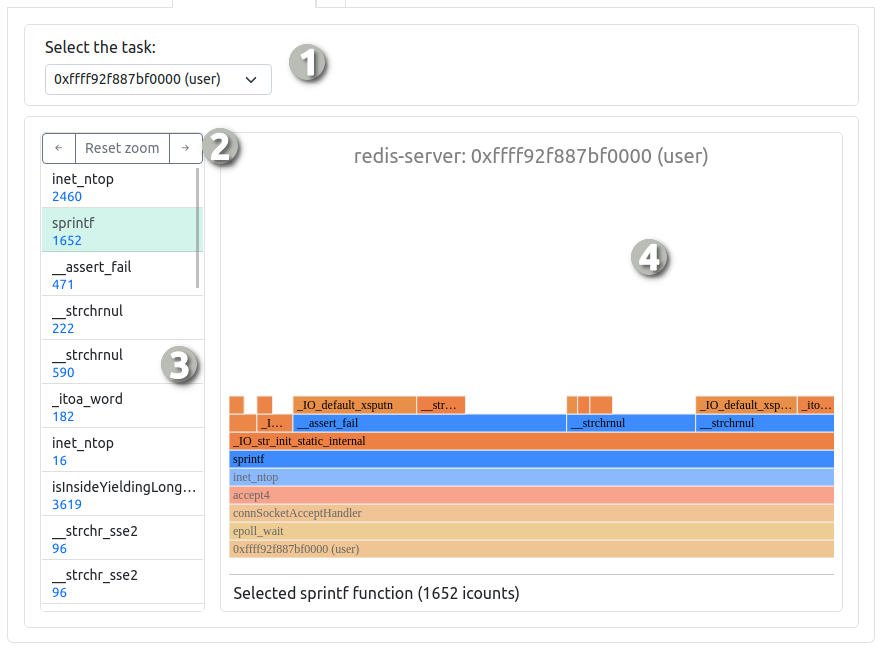 Select the task:
0xffff92f887bf0000 (user)
1
← Reset zoom →
2
inet_ntop
2460
sprintf
1652
__assert_fail
471
__strchrnul
222
__strchrnul
590
3
_itoa_word
182
inet_ntop
16
isInsideYieldingLong…
3619
__strchr_sse2
96
__strchr_sse2
96
redis-server: 0xffff92f887bf0000 (user)
4
_IO_default_xsputn __str… _IO_default_xsp… _ito…
_I… __assert_fail __strchrnul __strchrnul
_IO_str_init_static_internal
sprintf
inet_ntop
accept4
connSocketAcceptHandler
epoll_wait
0xffff92f887bf0000 (user)
Selected sprintf function (1652 icounts)